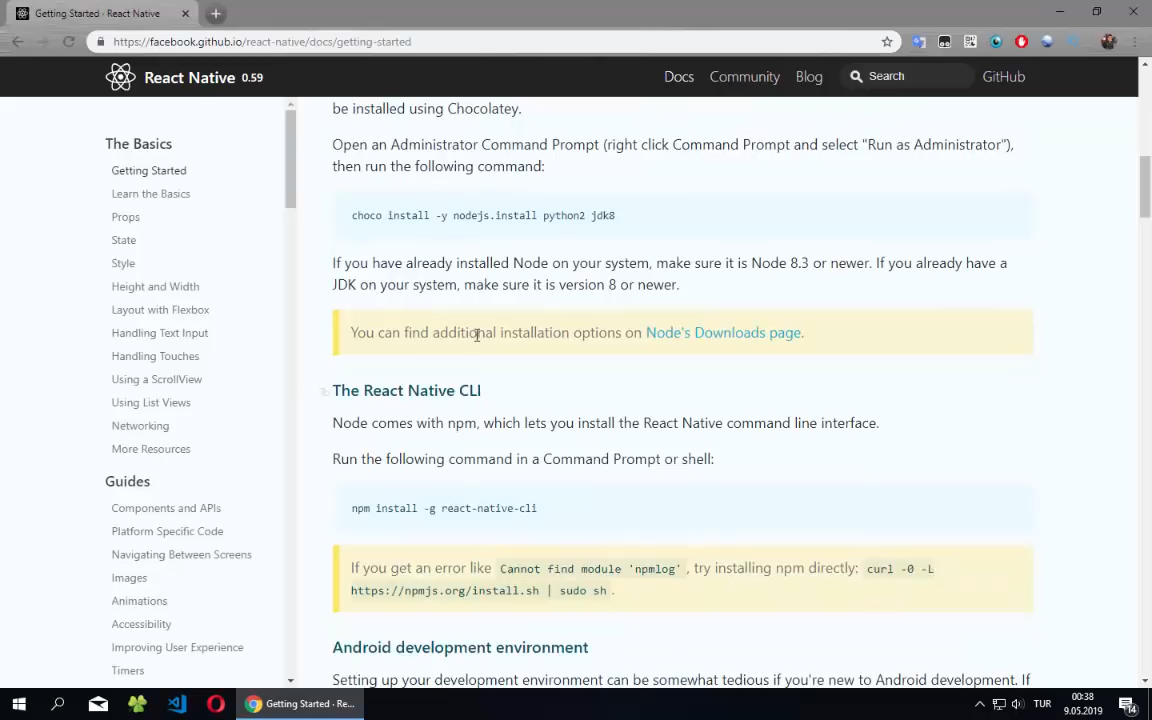 Getting Started · React Native
https://facebook.github.io/react-native/docs/getting-started
React Native 0.59
Docs Community Blog Search GitHub
The Basics
Getting Started
Learn the Basics
Props
State
Style
Height and Width
Layout with Flexbox
Handling Text Input
Handling Touches
Using a ScrollView
Using List Views
Networking
More Resources
Guides
Components and APIs
Platform Specific Code
Navigating Between Screens
Images
Animations
Accessibility
Improving User Experience
Timers
be installed using Chocolatey.
Open an Administrator Command Prompt (right click Command Prompt and select "Run as Administrator"),
then run the following command:
choco install -y nodejs.install python2 jdk8
If you have already installed Node on your system, make sure it is Node 8.3 or newer. If you already have a
JDK on your system, make sure it is version 8 or newer.
You can find additional installation options on Node's Downloads page.
The React Native CLI
Node comes with npm, which lets you install the React Native command line interface.
Run the following command in a Command Prompt or shell:
npm install -g react-native-cli
If you get an error like Cannot find module 'npmlog', try installing npm directly: curl -0 -L
https://npmjs.org/install.sh | sudo sh.
Android development environment
Setting up your development environment can be somewhat tedious if you're new to Android development. If
Getting Started · Re...
TUR
00:38
9.05.2019
14